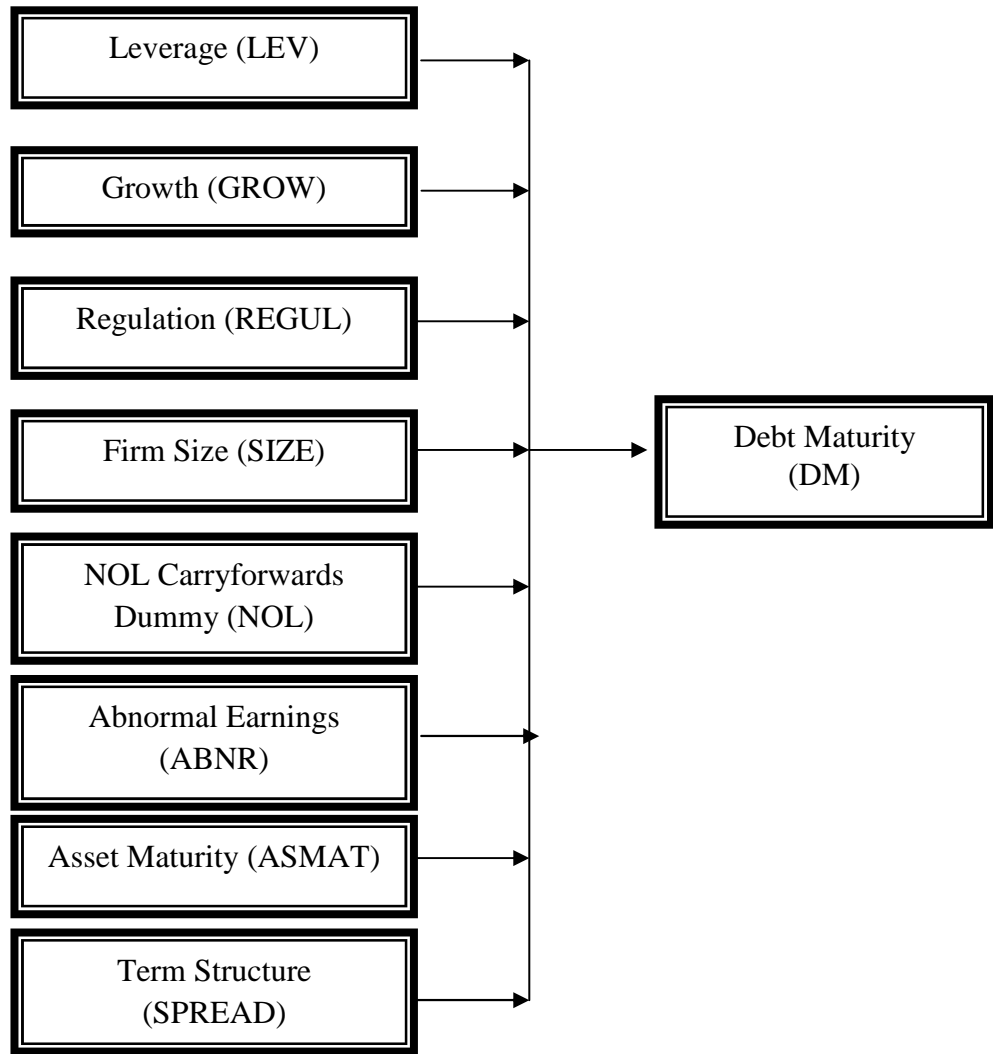 Leverage (LEV)
Growth (GROW)
Regulation (REGUL)
Firm Size (SIZE)
Debt Maturity
(DM)
NOL Carryforwards
Dummy (NOL)
Abnormal Earnings
(ABNR)
Asset Maturity (ASMAT)
Term Structure
(SPREAD)